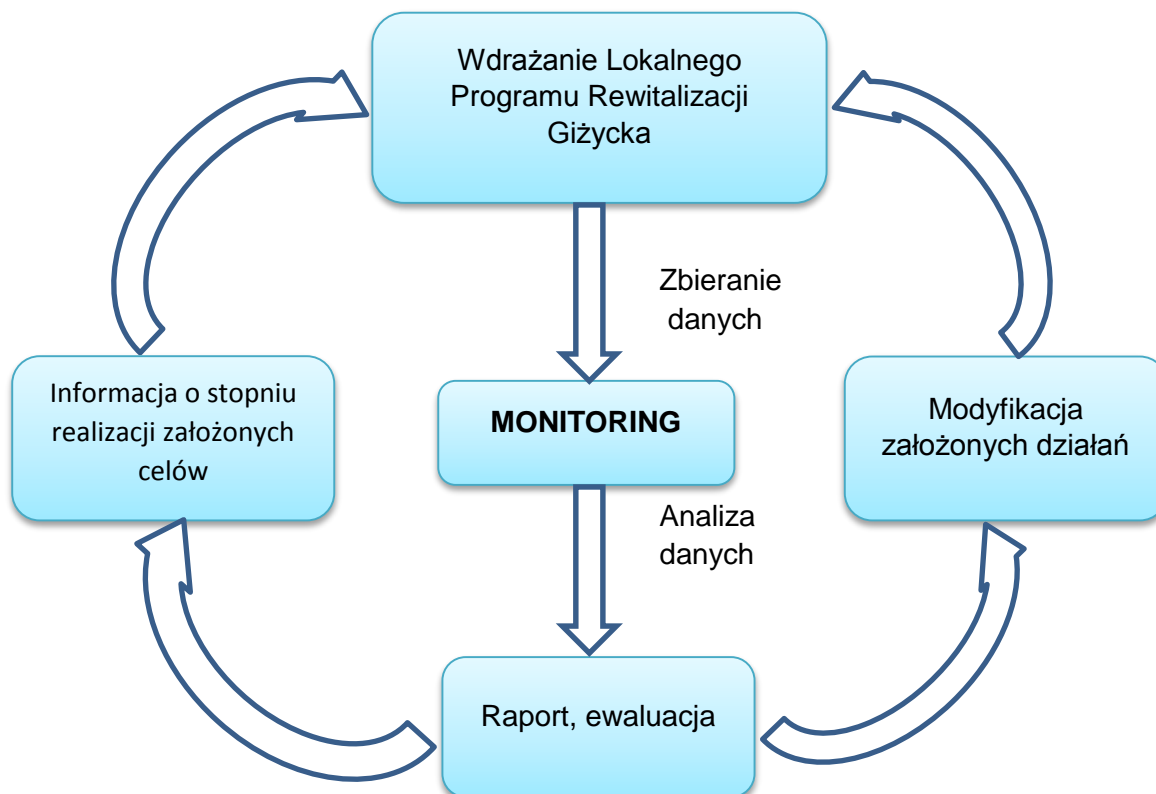 Wdrażanie Lokalnego
Programu Rewitalizacji
Giżycka
Zbieranie
danych
Informacja o stopniu
realizacji założonych
celów
MONITORING
Modyfikacja
założonych działań
Analiza
danych
Raport, ewaluacja